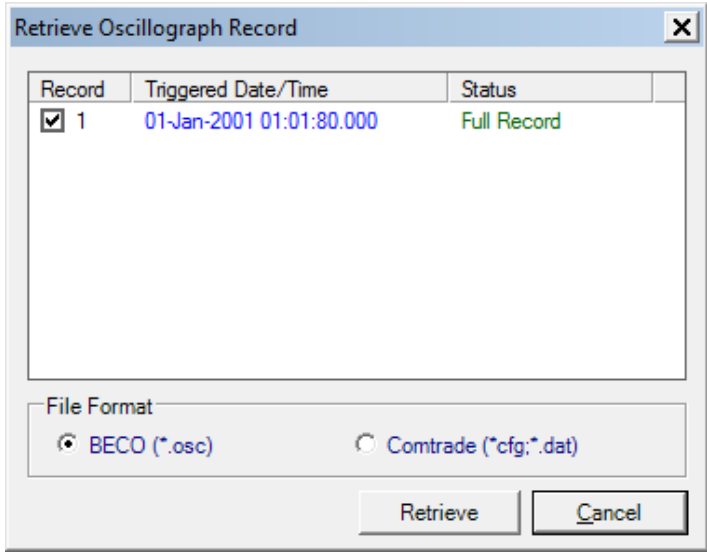 Retrieve Oscillograph Record
Record Triggered Date/Time Status
1 01-Jan-2001 01:01:80.000 Full Record
File Format
BECO (*.osc) Comtrade (*cfg;*.dat)
Retrieve Cancel